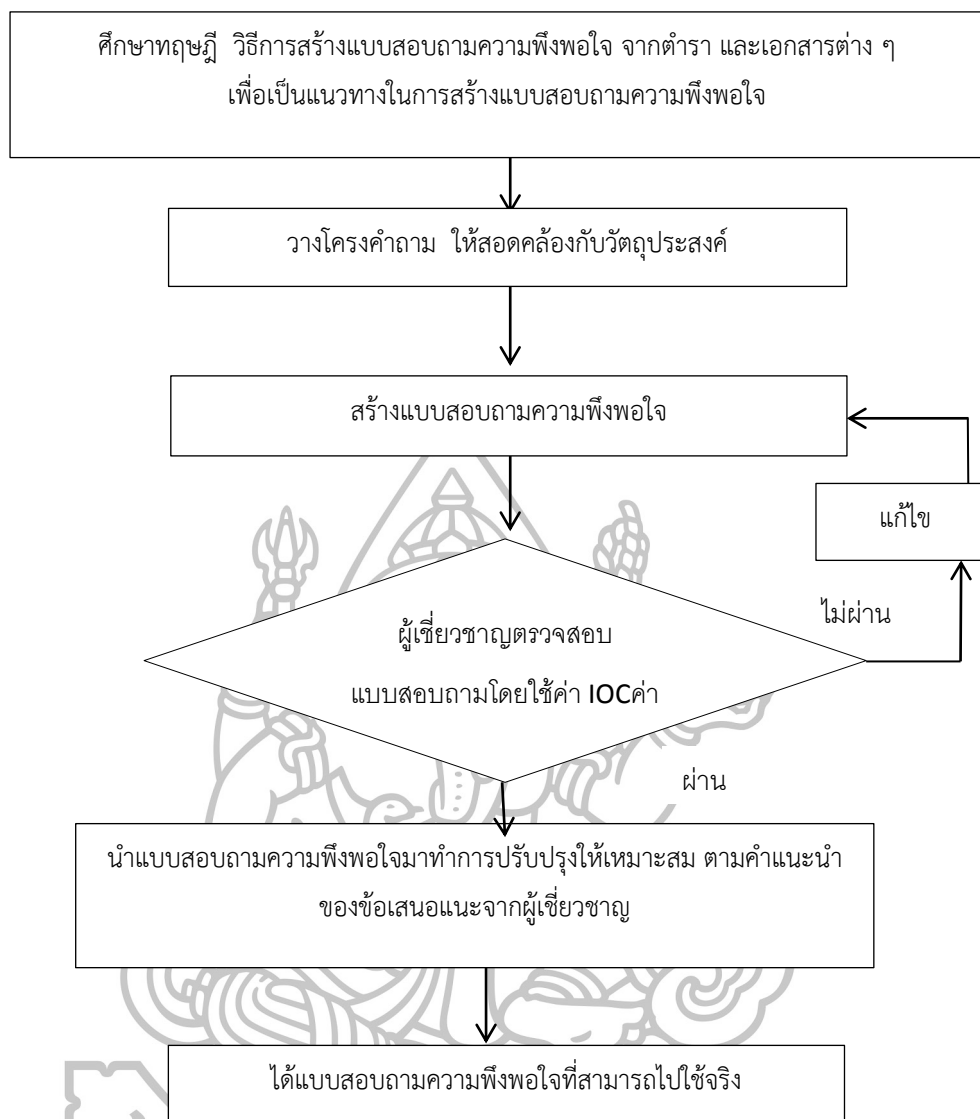 ศึกษาทฤษฎี วิธีการสร้างแบบสอบถามความพึงพอใจ จากตำรา และเอกสารต่าง ๆ
เพื่อเป็นแนวทางในการสร้างแบบสอบถามความพึงพอใจ
วางโครงคำถาม ให้สอดคล้องกับวัตถุประสงค์
สร้างแบบสอบถามความพึงพอใจ
แก้ไข
ไม่ผ่าน
ผู้เชี่ยวชาญตรวจสอบ
แบบสอบถามโดยใช้ค่า IOCค่า
ผ่าน
นำแบบสอบถามความพึงพอใจมาทำการปรับปรุงให้เหมาะสม ตามคำแนะนำ
ของข้อเสนอแนะจากผู้เชี่ยวชาญ
ได้แบบสอบถามความพึงพอใจที่สามารถไปใช้จริง